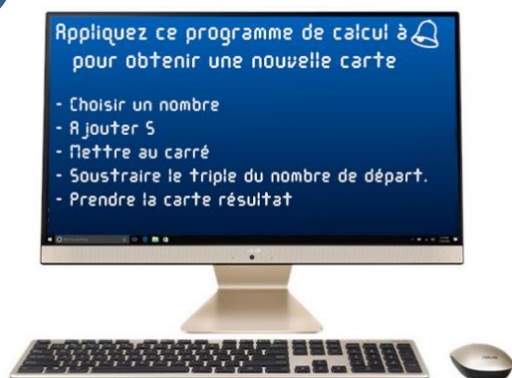 Appliquez ce programme de calcul à
pour obtenir une nouvelle carte
- Choisir un nombre
- Ajouter 5
- Mettre au carré
- Soustraire le triple du nombre de départ.
- Prendre la carte résultat